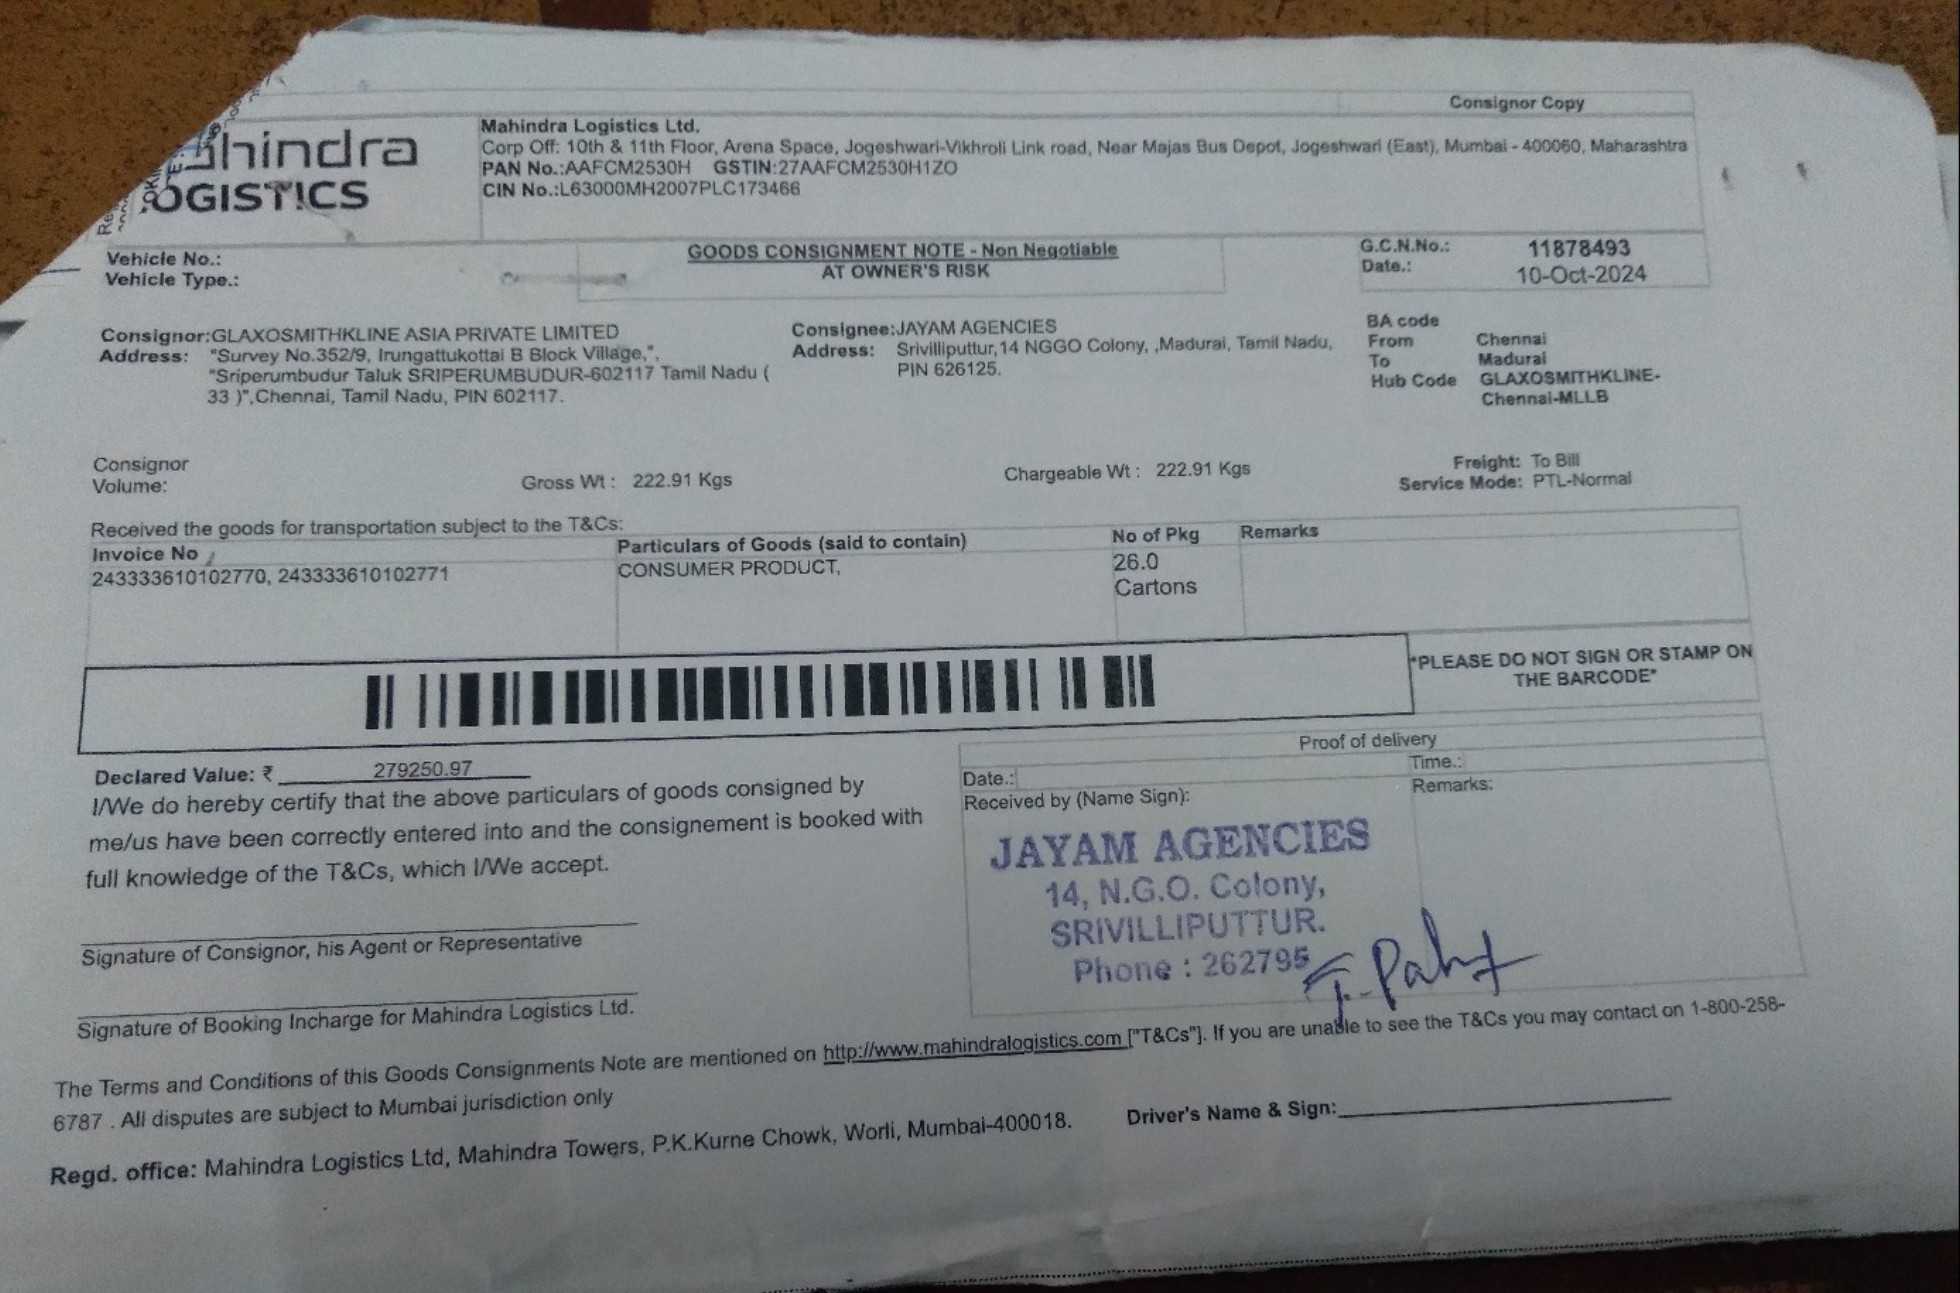 Consignor Copy
hindra
OGISTICS
Mahindra Logistics Ltd.
Corp Off: 10th & 11th Floor, Arena Space, Jogeshwari-Vikhroli Link road, Near Majas Bus Depot, Jogeshwari (East), Mumbai - 400060, Maharashtra
PAN No.:AAFCM2530H GSTIN:27AAFCM2530H1ZO
CIN No.:L63000MH2007PLC173466
Vehicle No.:
Vehicle Type.:
GOODS CONSIGNMENT NOTE - Non Negotiable
AT OWNER'S RISK
G.C.N.No.: 11878493
Date.: 10-Oct-2024
Consignor:GLAXOSMITHKLINE ASIA PRIVATE LIMITED
Address: "Survey No.352/9, Irungattukottai B Block Village,",
"Sriperumbudur Taluk SRIPERUMBUDUR-602117 Tamil Nadu (
33 )",Chennai, Tamil Nadu, PIN 602117.
Consignee:JAYAM AGENCIES
Address: Srivilliputtur,14 NGGO Colony, ,Madurai, Tamil Nadu,
PIN 626125.
BA code
From Chennai
To Madurai
Hub Code GLAXOSMITHKLINE-
Chennai-MLLB
Consignor
Volume:
Gross Wt : 222.91 Kgs
Chargeable Wt : 222.91 Kgs
Freight: To Bill
Service Mode: PTL-Normal
Received the goods for transportation subject to the T&Cs:
Invoice No
243333610102770, 243333610102771
Particulars of Goods (said to contain)
CONSUMER PRODUCT,
No of Pkg
26.0
Cartons
Remarks
*PLEASE DO NOT SIGN OR STAMP ON
THE BARCODE*
Declared Value: ₹ 279250.97
I/We do hereby certify that the above particulars of goods consigned by
me/us have been correctly entered into and the consignement is booked with
full knowledge of the T&Cs, which I/We accept.
Signature of Consignor, his Agent or Representative
Signature of Booking Incharge for Mahindra Logistics Ltd.
Proof of delivery
Date.:
Time.:
Received by (Name Sign):
Remarks:
JAYAM AGENCIES
14, N.G.O. Colony,
SRIVILLIPUTTUR.
Phone : 262795
The Terms and Conditions of this Goods Consignments Note are mentioned on http://www.mahindralogistics.com ["T&Cs"]. If you are unable to see the T&Cs you may contact on 1-800-258-
6787 . All disputes are subject to Mumbai jurisdiction only
Regd. office: Mahindra Logistics Ltd, Mahindra Towers, P.K.Kurne Chowk, Worli, Mumbai-400018.
Driver's Name & Sign: